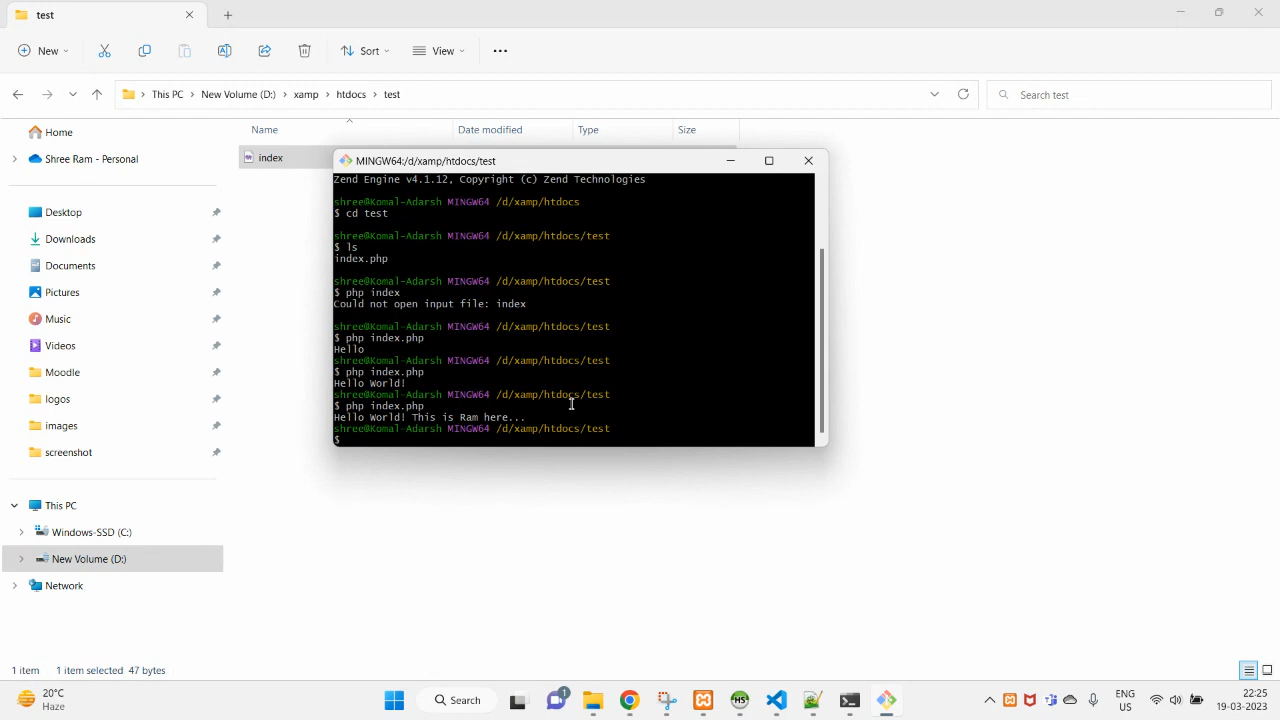 test
New
Sort
View
This PC
New Volume (D:)
xamp
htdocs
test
Search test
Name
Date modified
Type
Size
index
Home
Shree Ram - Personal
Desktop
Downloads
Documents
Pictures
Music
Videos
Moodle
logos
images
screenshot
This PC
Windows-SSD (C:)
New Volume (D:)
Network
MINGW64:/d/xamp/htdocs/test
Zend Engine v4.1.12, Copyright (c) Zend Technologies
shree@Komal-Adarsh MINGW64 /d/xamp/htdocs
$ cd test
shree@Komal-Adarsh MINGW64 /d/xamp/htdocs/test
$ ls
index.php
shree@Komal-Adarsh MINGW64 /d/xamp/htdocs/test
$ php index
Could not open input file: index
shree@Komal-Adarsh MINGW64 /d/xamp/htdocs/test
$ php index.php
Hello
shree@Komal-Adarsh MINGW64 /d/xamp/htdocs/test
$ php index.php
Hello World!
shree@Komal-Adarsh MINGW64 /d/xamp/htdocs/test
$ php index.php
Hello World! This is Ram here...
shree@Komal-Adarsh MINGW64 /d/xamp/htdocs/test
$
1 item
1 item selected 47 bytes
20°C
Haze
Search
1
HS
ENG
US
22:25
19-03-2023